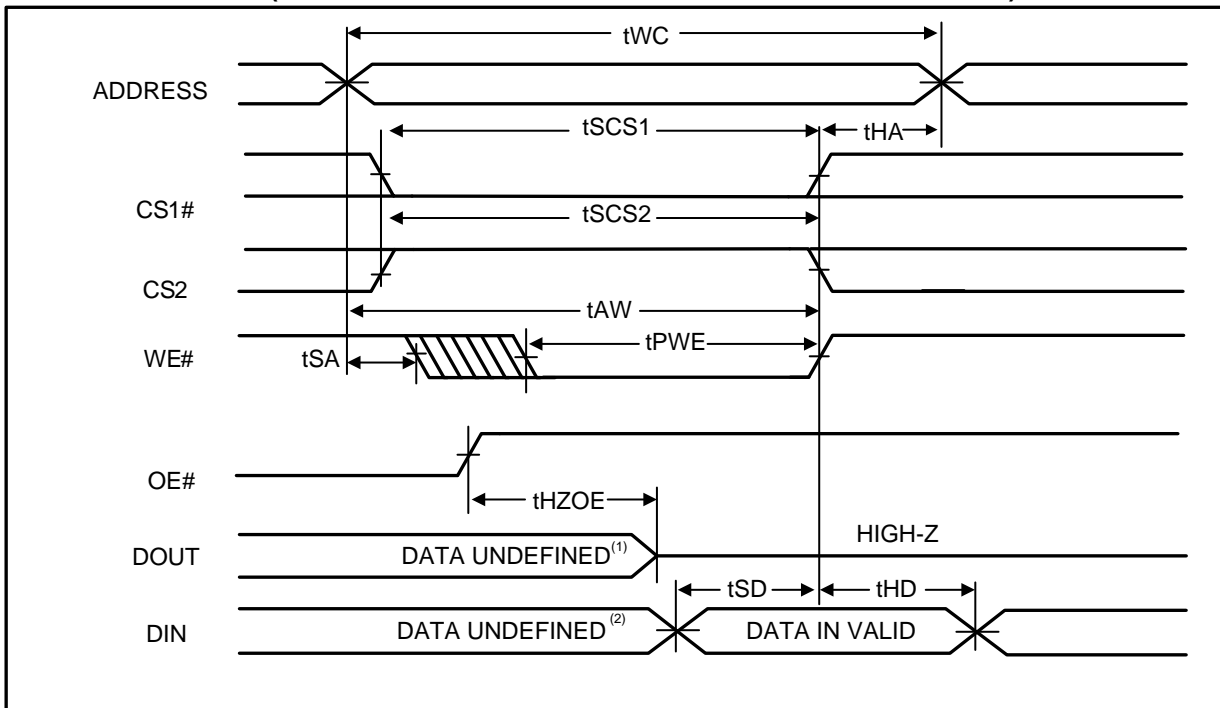 tWC
ADDRESS
tSCS1
tHA
CS1#
tSCS2
CS2
tAW
WE#
tSA
tPWE
OE#
tHZOE
DOUT
DATA UNDEFINED(1)
HIGH-Z
tSD
tHD
DIN
DATA UNDEFINED(2)
DATA IN VALID